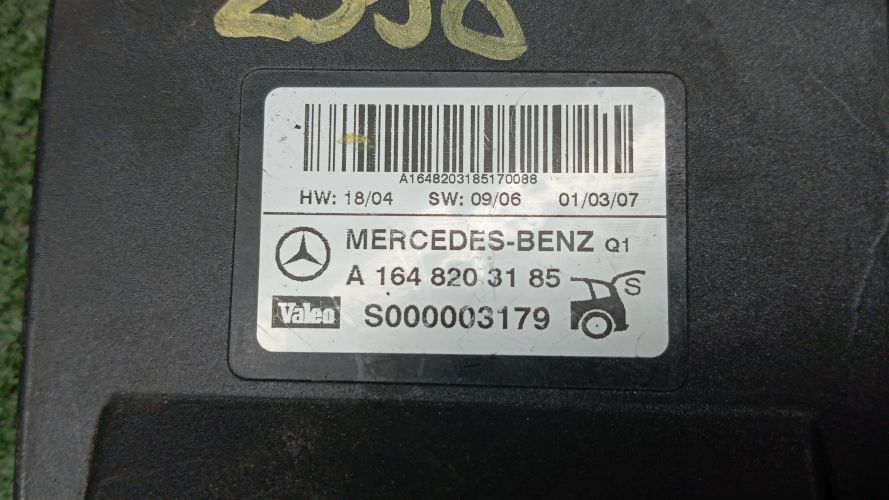 2558
A1648203185170088
HW: 18/04 SW: 09/06 01/03/07
MERCEDES-BENZ Q1
A 164 820 31 85
Valeo S000003179
S